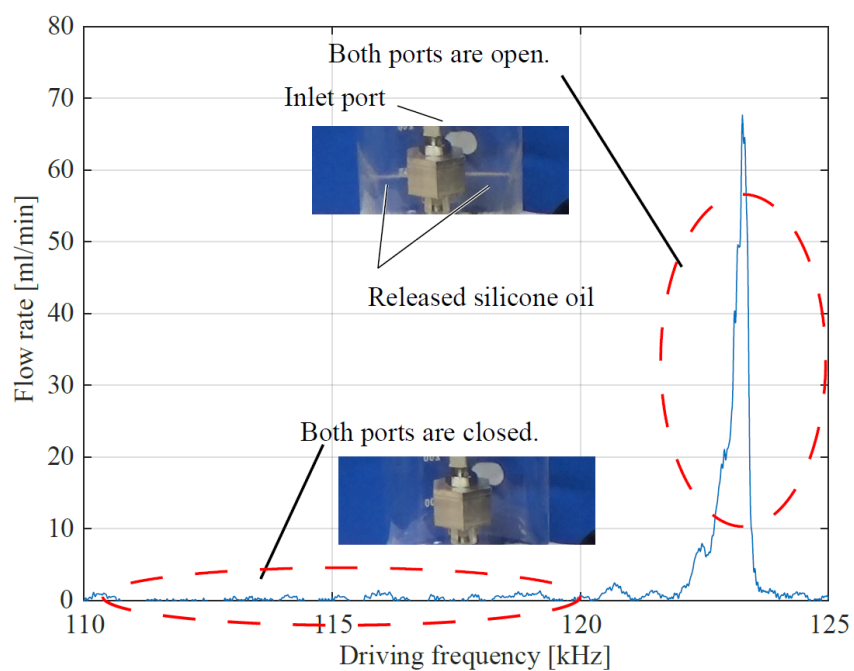 80
70
60
50
40
30
20
10
0
Flow rate [ml/min]
Both ports are open.
Inlet port
Released silicone oil
Both ports are closed.
110
115
120
125
Driving frequency [kHz]